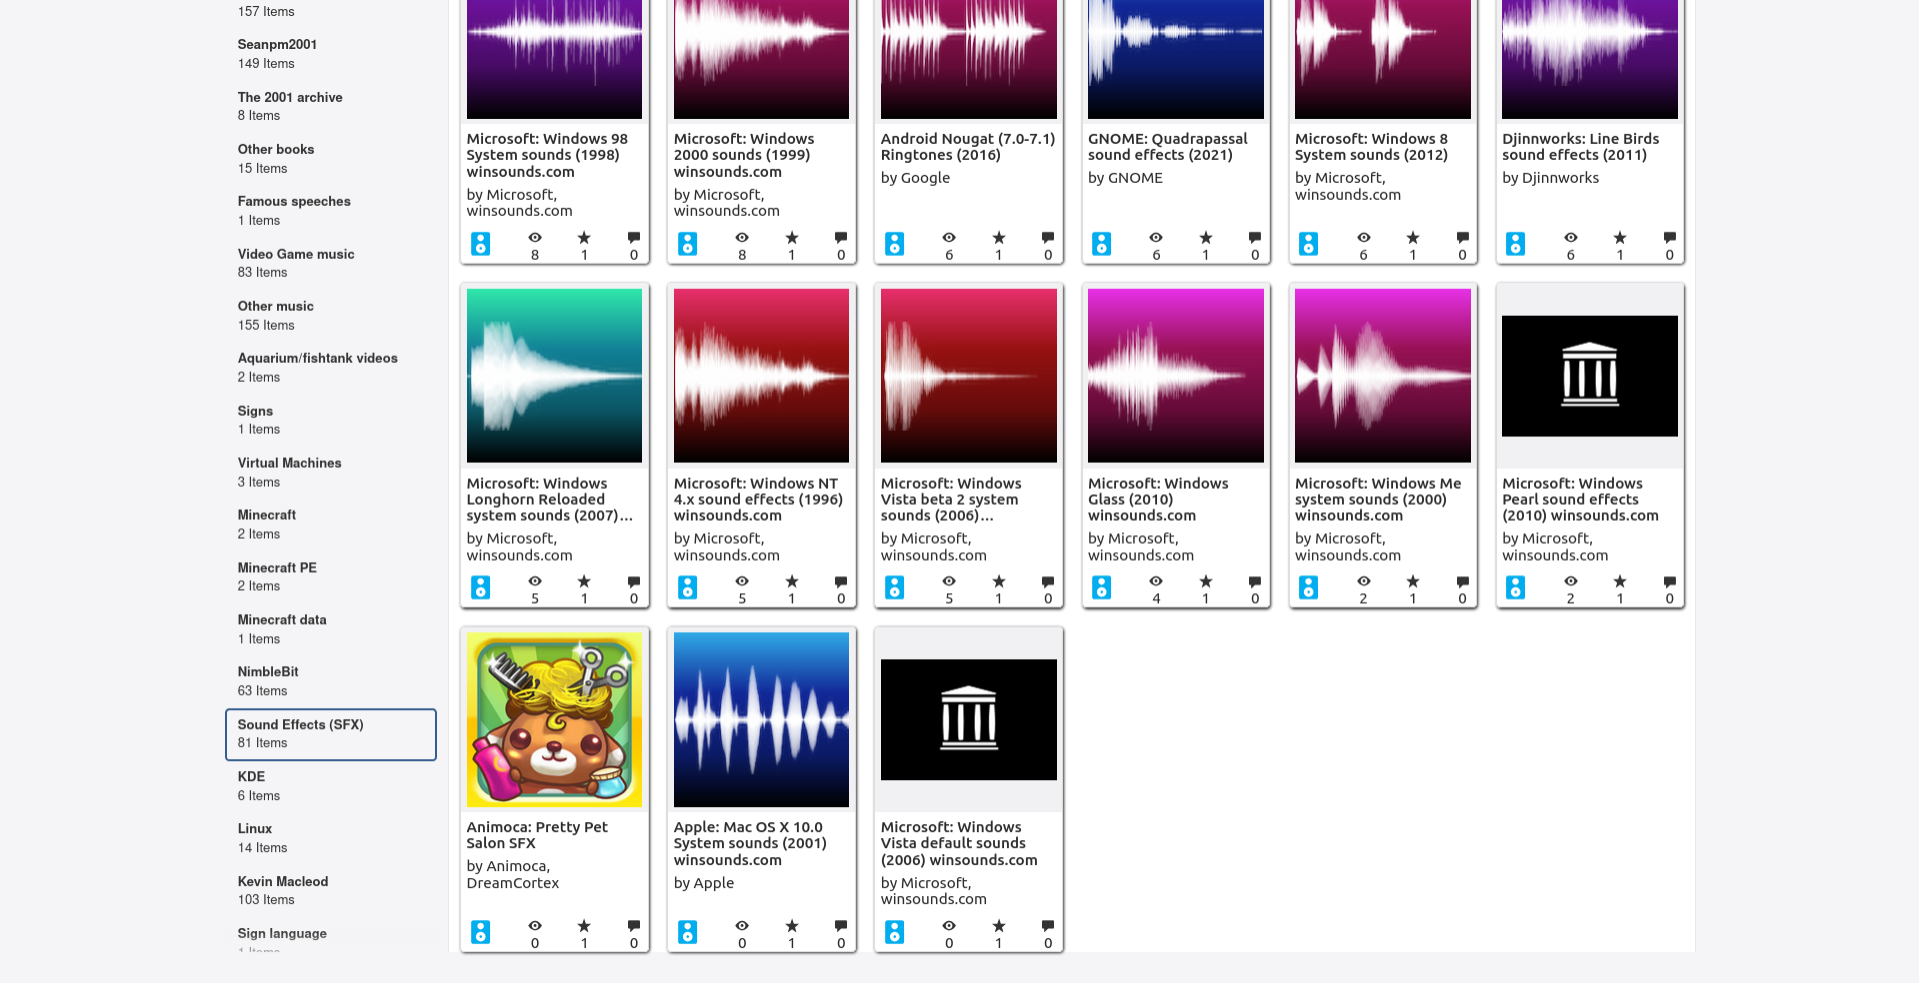 157 Items
Seanpm2001
149 Items
The 2001 archive
8 Items
Other books
15 Items
Famous speeches
1 Items
Video Game music
83 Items
Other music
155 Items
Aquarium/fishtank videos
2 Items
Signs
1 Items
Virtual Machines
3 Items
Minecraft
2 Items
Minecraft PE
2 Items
Minecraft data
1 Items
NimbleBit
63 Items
Sound Effects (SFX)
81 Items
KDE
6 Items
Linux
14 Items
Kevin Macleod
103 Items
Sign language
1 Items
Microsoft: Windows 98
System sounds (1998)
winsounds.com
by Microsoft,
winsounds.com
8 1 0
Microsoft: Windows
2000 sounds (1999)
winsounds.com
by Microsoft,
winsounds.com
8 1 0
Android Nougat (7.0-7.1)
Ringtones (2016)
by Google
6 1 0
GNOME: Quadrapassal
sound effects (2021)
by GNOME
6 1 0
Microsoft: Windows 8
System sounds (2012)
by Microsoft,
winsounds.com
6 1 0
Djinnworks: Line Birds
sound effects (2011)
by Djinnworks
6 1 0
Microsoft: Windows
Longhorn Reloaded
system sounds (2007)...
by Microsoft,
winsounds.com
5 1 0
Microsoft: Windows NT
4.x sound effects (1996)
winsounds.com
by Microsoft,
winsounds.com
5 1 0
Microsoft: Windows
Vista beta 2 system
sounds (2006)...
by Microsoft,
winsounds.com
5 1 0
Microsoft: Windows
Glass (2010)
winsounds.com
by Microsoft,
winsounds.com
4 1 0
Microsoft: Windows Me
system sounds (2000)
winsounds.com
by Microsoft,
winsounds.com
2 1 0
Microsoft: Windows
Pearl sound effects
(2010) winsounds.com
by Microsoft,
winsounds.com
2 1 0
Animoca: Pretty Pet
Salon SFX
by Animoca,
DreamCortex
0 1 0
Apple: Mac OS X 10.0
System sounds (2001)
winsounds.com
by Apple
0 1 0
Microsoft: Windows
Vista default sounds
(2006) winsounds.com
by Microsoft,
winsounds.com
0 1 0